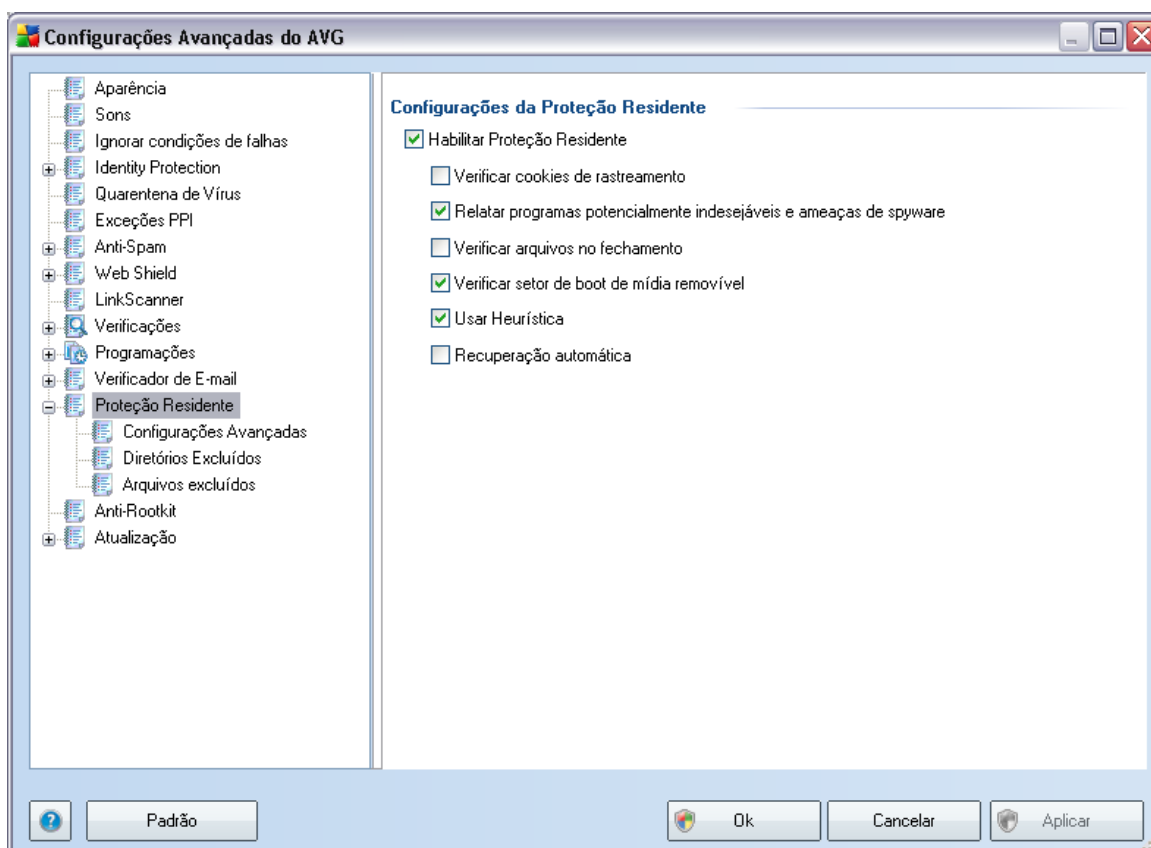 Configurações Avançadas do AVG
Aparência
Sons
Ignorar condições de falhas
Identity Protection
Quarentena de Vírus
Exceções PPI
Anti-Spam
Web Shield
LinkScanner
Verificações
Programações
Verificador de E-mail
Proteção Residente
Configurações Avançadas
Diretórios Excluídos
Arquivos excluídos
Anti-Rootkit
Atualização
Configurações da Proteção Residente
Habilitar Proteção Residente
Verificar cookies de rastreamento
Relatar programas potencialmente indesejáveis e ameaças de spyware
Verificar arquivos no fechamento
Verificar setor de boot de mídia removível
Usar Heurística
Recuperação automática
Padrão
Ok
Cancelar
Aplicar